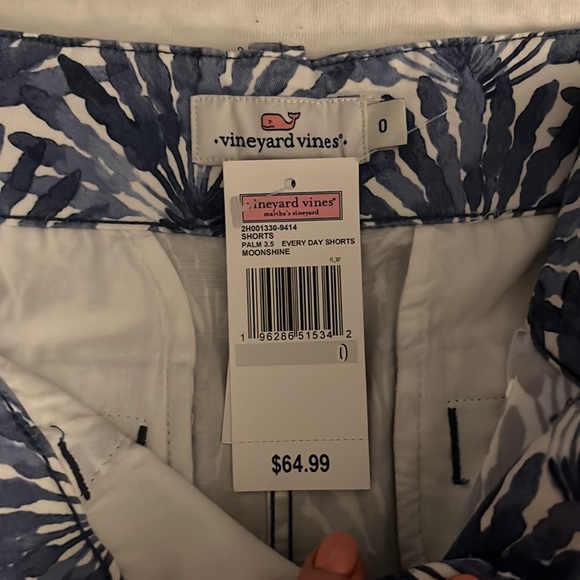 vineyard vines®
0
vineyard vines®
martha's vineyard
2H001330-9414
SHORTS
PALM 3.5 EVERY DAY SHORTS
MOONSHINE
FL_SF
1 96286 51534 2
0
$64.99